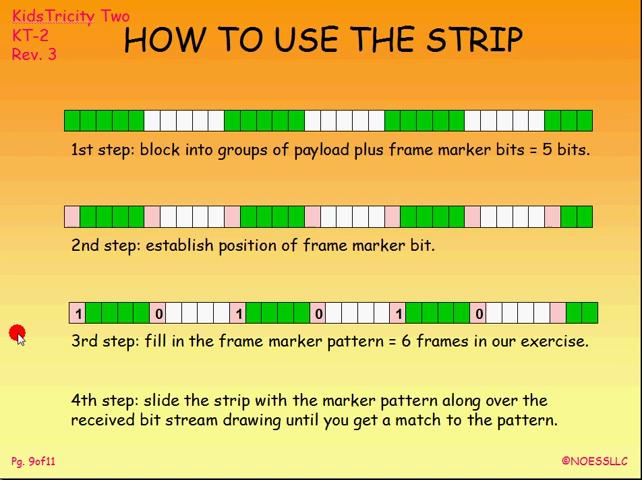 KidsTricity Two
KT-2
Rev. 3
HOW TO USE THE STRIP
1st step: block into groups of payload plus frame marker bits = 5 bits.
2nd step: establish position of frame marker bit.
1 0 1 0 1 0
3rd step: fill in the frame marker pattern = 6 frames in our exercise.
4th step: slide the strip with the marker pattern along over the
received bit stream drawing until you get a match to the pattern.
Pg. 9of11
©NOESSLLC